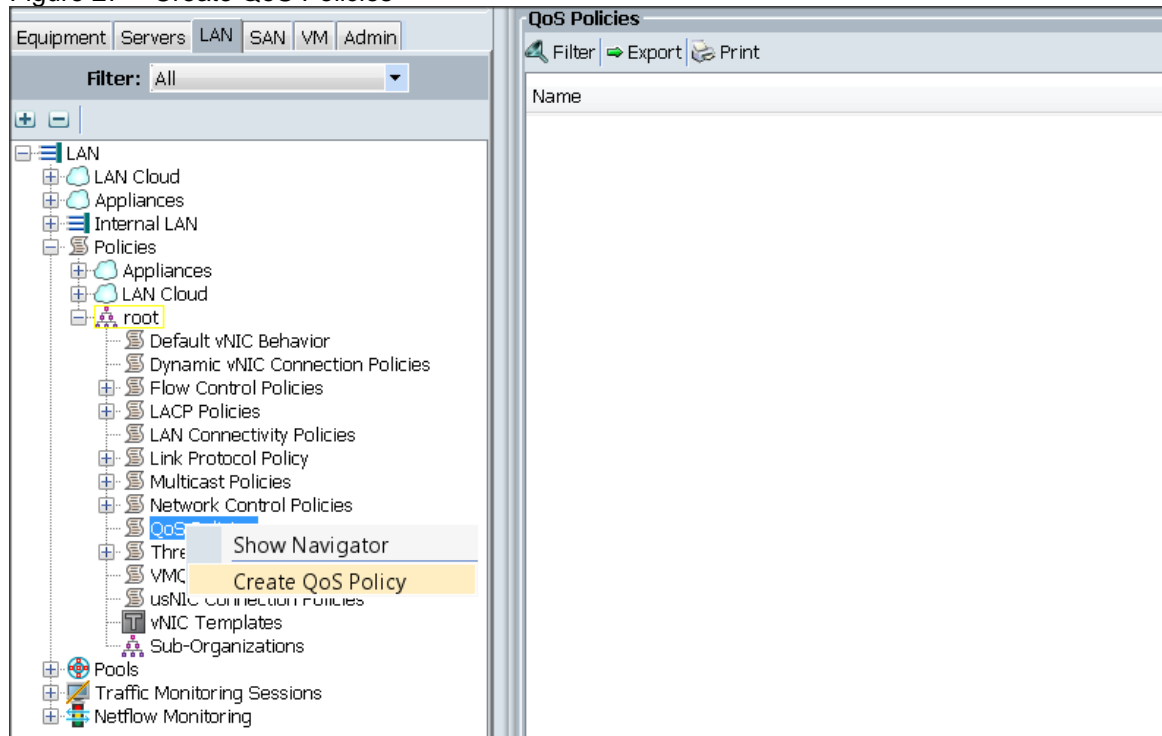 Equipment Servers LAN SAN VM Admin
Filter: All
LAN
LAN Cloud
Appliances
Internal LAN
Policies
Appliances
LAN Cloud
root
Default vNIC Behavior
Dynamic vNIC Connection Policies
Flow Control Policies
LACP Policies
LAN Connectivity Policies
Link Protocol Policy
Multicast Policies
Network Control Policies
QoS
Show Navigator
Create QoS Policy
vNIC Templates
Sub-Organizations
Pools
Traffic Monitoring Sessions
Netflow Monitoring
QoS Policies
Filter Export Print
Name